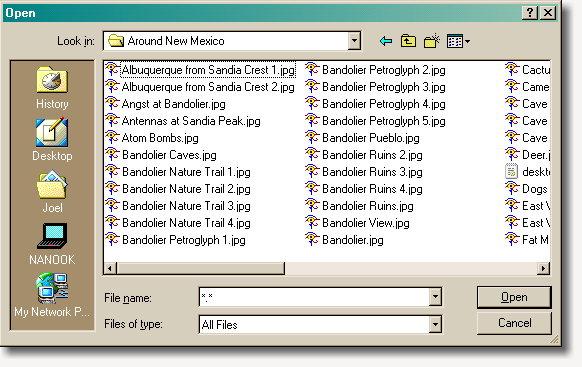 Open
Look in: Around New Mexico
History
Desktop
Joel
NANOOK
My Network P...
Albuquerque from Sandia Crest 1.jpg
Albuquerque from Sandia Crest 2.jpg
Angst at Bandolier.jpg
Antennas at Sandia Peak.jpg
Atom Bombs.jpg
Bandolier Caves.jpg
Bandolier Nature Trail 1.jpg
Bandolier Nature Trail 2.jpg
Bandolier Nature Trail 3.jpg
Bandolier Nature Trail 4.jpg
Bandolier Petroglyph 1.jpg
Bandolier Petroglyph 2.jpg
Bandolier Petroglyph 3.jpg
Bandolier Petroglyph 4.jpg
Bandolier Petroglyph 5.jpg
Bandolier Pueblo.jpg
Bandolier Ruins 2.jpg
Bandolier Ruins 3.jpg
Bandolier Ruins 4.jpg
Bandolier Ruins.jpg
Bandolier View.jpg
Bandolier.jpg
Cactu
Came
Cave
Cave
Cave
Deer.j
deskto
Dogs
East V
East V
Fat M
File name: *.*
Open
Files of type: All Files
Cancel